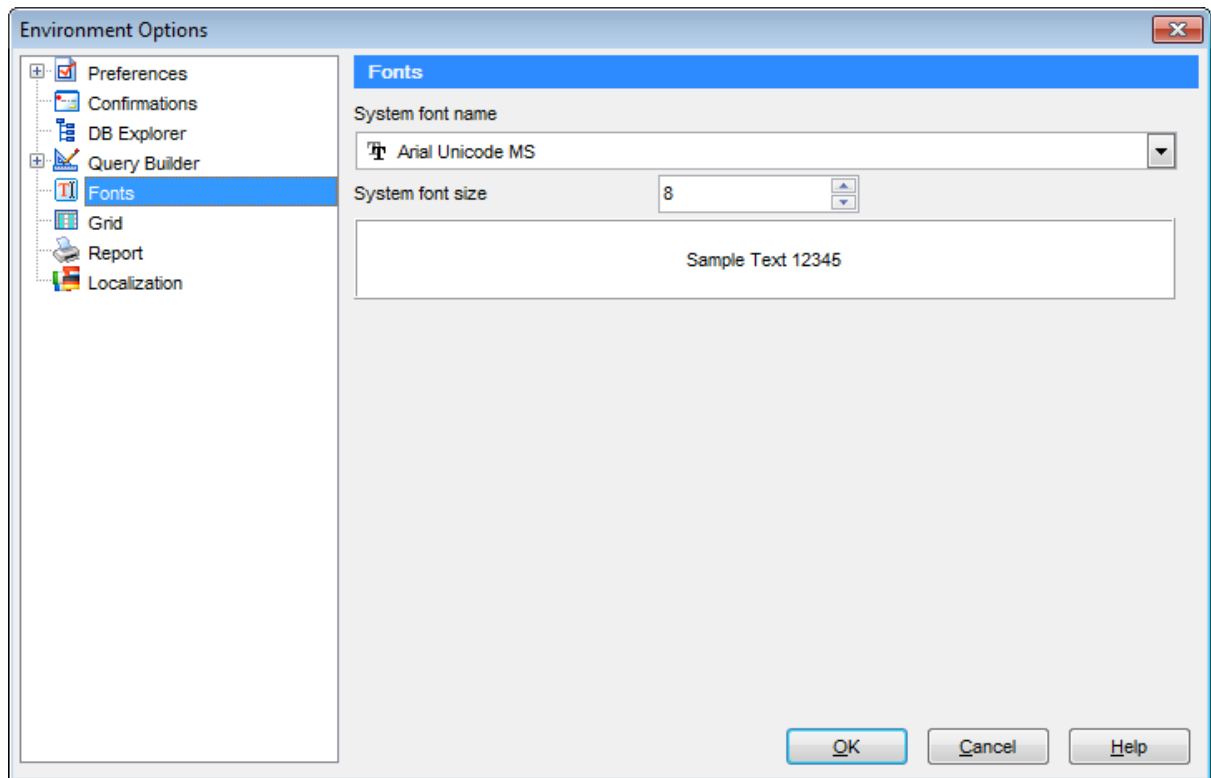 Environment Options
Preferences
Confirmations
DB Explorer
Query Builder
Fonts
Grid
Report
Localization
Fonts
System font name
Arial Unicode MS
System font size
8
Sample Text 12345
OK
Cancel
Help